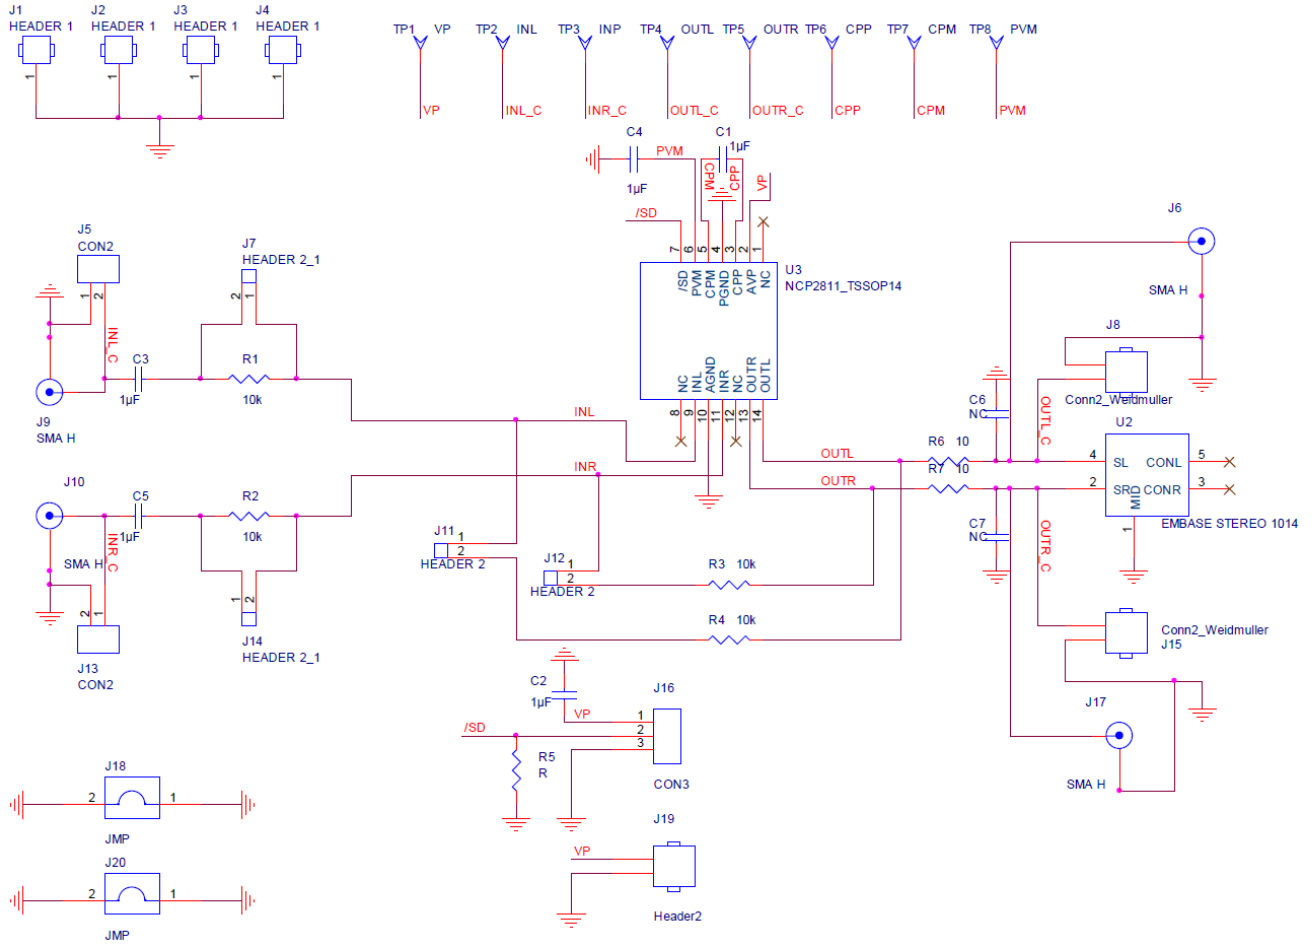 J1
HEADER 1
J2
HEADER 1
J3
HEADER 1
J4
HEADER 1
1
1
1
1
TP1 VP
TP2 INL
TP3 INP
TP4 OUTL
TP5 OUTR
TP6 CPP
TP7 CPM
TP8 PVM
VP
INL_C
INR_C
OUTL_C
OUTR_C
CPP
CPM
PVM
C4
1µF
PVM
C1
1µF
CPM
CPP
VP
/SD
7
6
5
4
3
2
1
/SD
PVM
CPM
PGND
CPP
AVP
NC
U3
NCP2811_TSSOP14
NC
INL
AGND
INR
NC
OUTR
OUTL
8
9
10
11
12
13
14
J5
CON2
1
2
INL_C
J7
HEADER 2_1
2
1
C3
1µF
R1
10k
J9
SMA H
INL
INR
J10
SMA H
C5
1µF
INR_C
R2
10k
2
1
J13
CON2
1
2
J14
HEADER 2_1
J11
1
2
HEADER 2
J12
1
2
HEADER 2
R3 10k
R4 10k
OUTL
OUTR
R6 10
R7 10
C6
NC
C7
NC
OUTL_C
OUTR_C
J6
SMA H
J8
Conn2_Weidmuller
U2
4
2
SL
SR
CONL
CONR
MID
5
3
1
EMBASE STEREO 1014
Conn2_Weidmuller
J15
J17
SMA H
C2
1µF
VP
/SD
R5
R
J16
1
2
3
CON3
J19
VP
Header2
J18
2
1
JMP
J20
2
1
JMP